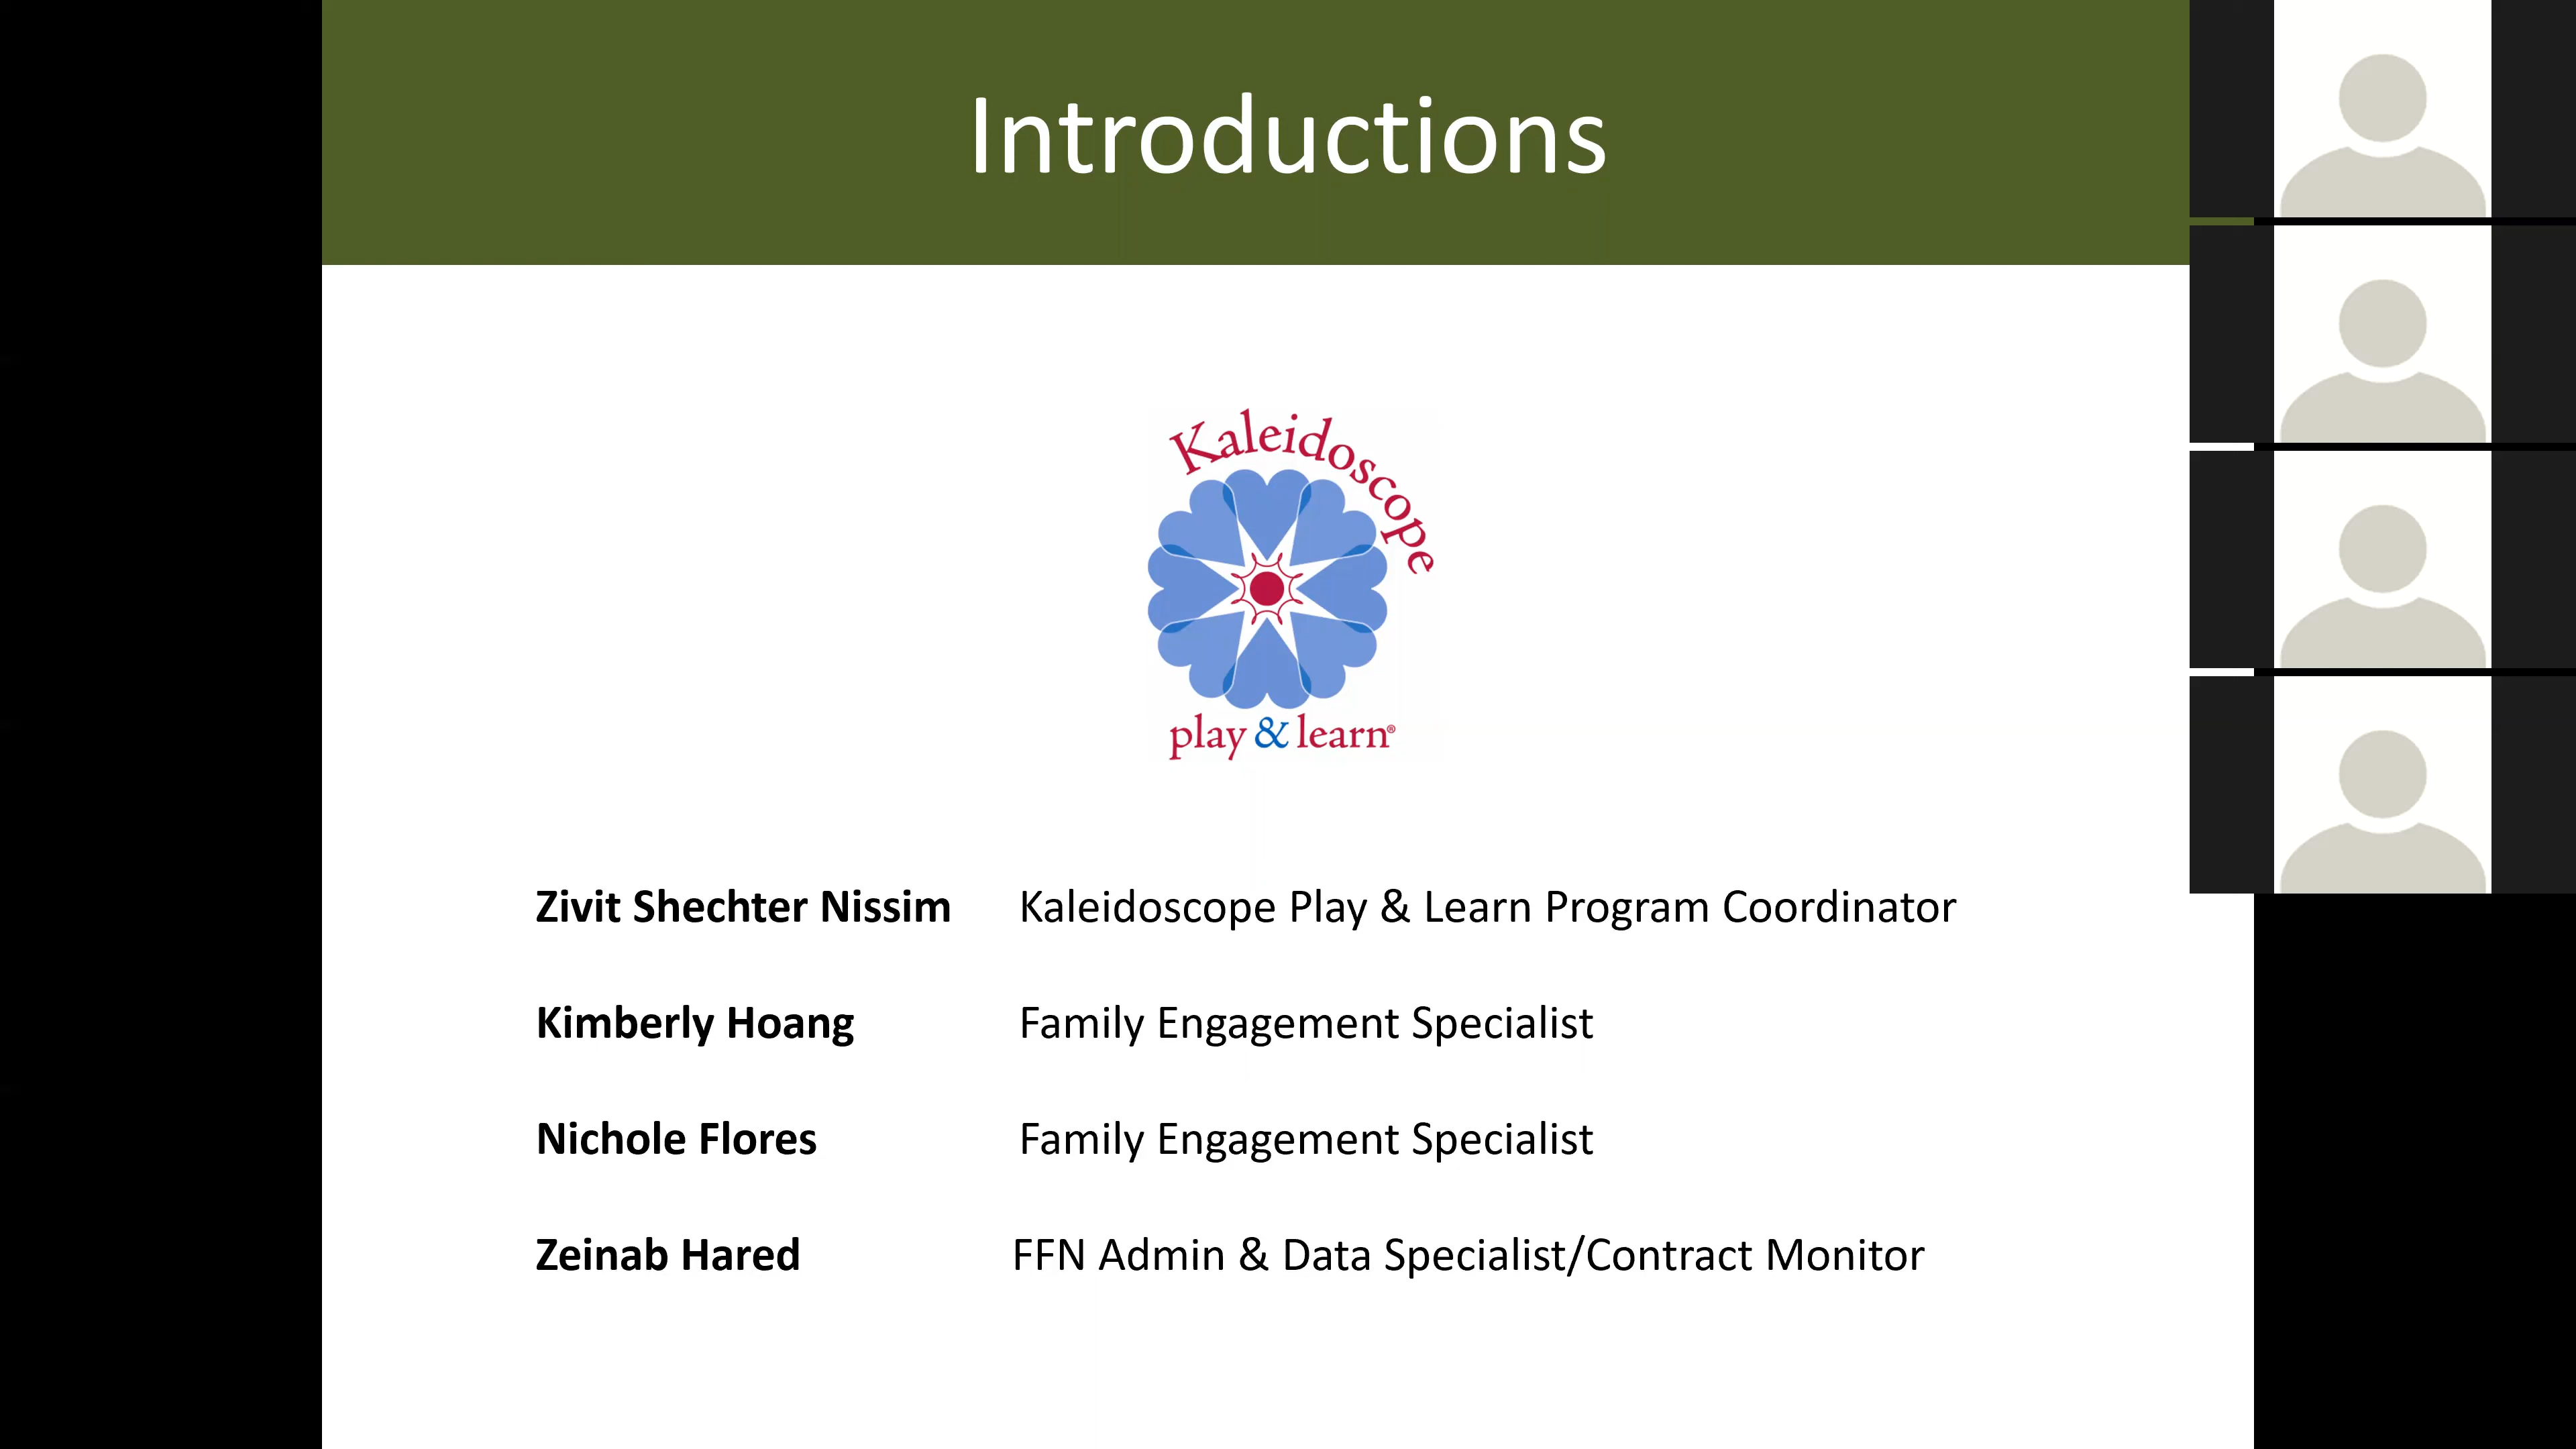 Introductions
Kaleidoscope
play & learn®
Zivit Shechter Nissim Kaleidoscope Play & Learn Program Coordinator
Kimberly Hoang Family Engagement Specialist
Nichole Flores Family Engagement Specialist
Zeinab Hared FFN Admin & Data Specialist/Contract Monitor